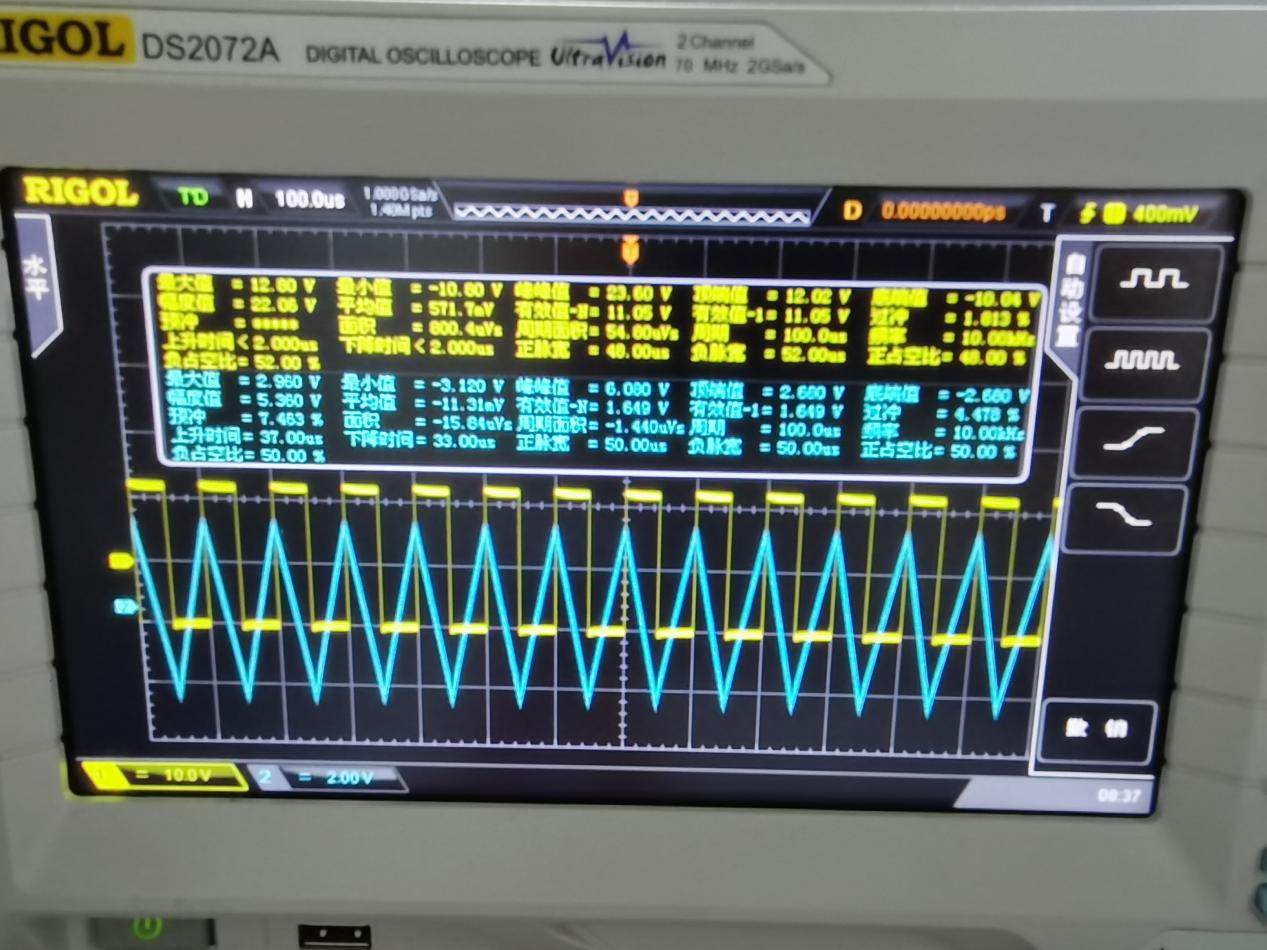 RIGOL DS2072A DIGITAL OSCILLOSCOPE UltraVision 2 Channel
70 MHz 2GSa/s
RIGOL TD H 100.0us 1.000GSa/s D 0.00000000ps T 1 400mV
1.40Mpts
水平
自动设置
最大值 = 12.80 V 最小值 = -10.80 V 峰峰值 = 23.60 V 顶端值 = 12.02 V 底端值 = -10.04 V
幅度值 = 22.06 V 平均值 = 571.7mV 有效值-N= 11.05 V 有效值-1= 11.05 V 过冲 = 1.813 %
预冲 = ***** 面积 = 800.4uVs 周期面积= 54.80uVs 周期 = 100.0us 频率 = 10.00kHz
上升时间< 2.000us 下降时间< 2.000us 正脉宽 = 48.00us 负脉宽 = 52.00us 正占空比= 48.00 %
负占空比= 52.00 %
最大值 = 2.960 V 最小值 = -3.120 V 峰峰值 = 6.080 V 顶端值 = 2.680 V 底端值 = -2.680 V
幅度值 = 5.360 V 平均值 = -11.31mV 有效值-N= 1.649 V 有效值-1= 1.649 V 过冲 = 4.478 %
预冲 = 7.463 % 面积 = -15.84uVs 周期面积= -1.440uVs 周期 = 100.0us 频率 = 10.00kHz
上升时间= 37.00us 下降时间= 33.00us 正脉宽 = 50.00us 负脉宽 = 50.00us 正占空比= 50.00 %
负占空比= 50.00 %
撤 销
1 = 10.0V 2 = 2.00V 08:37